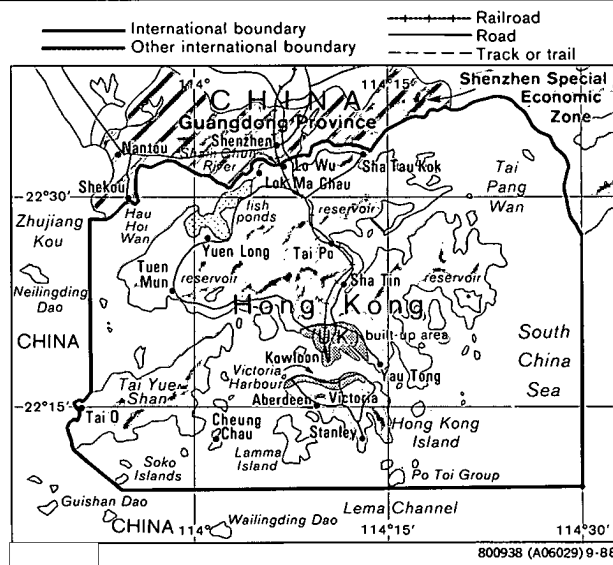 International boundary
Other international boundary
Railroad
Road
Track or trail
114°
114°15'
CHINA
Guangdong Province
Shenzhen Special
Economic
Zone
Nantou
Shenzhen
Sham Chun
River
Lo Wu
Sha Tau Kok
Tai
Pang
Wan
Lok Ma Chau
Shekou
22°30'
Hau
Hoi
Wan
Zhujiang
Kou
fish
ponds
reservoir
Yuen Long
Tai Po
Tuen
Mun
reservoir
Sha Tin
reservoir
Neilingding
Dao
Hong Kong
U.K.
built-up area
CHINA
South
China
Sea
Kowloon
Victoria
Harbour
Yau Tong
Tai Yue
Shan
Aberdeen
Victoria
22°15'
Tai O
Cheung
Chau
Stanley
Hong Kong
Island
Lamma
Island
Soko
Islands
Po Toi Group
Guishan Dao
Lema Channel
CHINA
Wailingding Dao
114°
114°15'
114°30'
800938 (A06029) 9-88